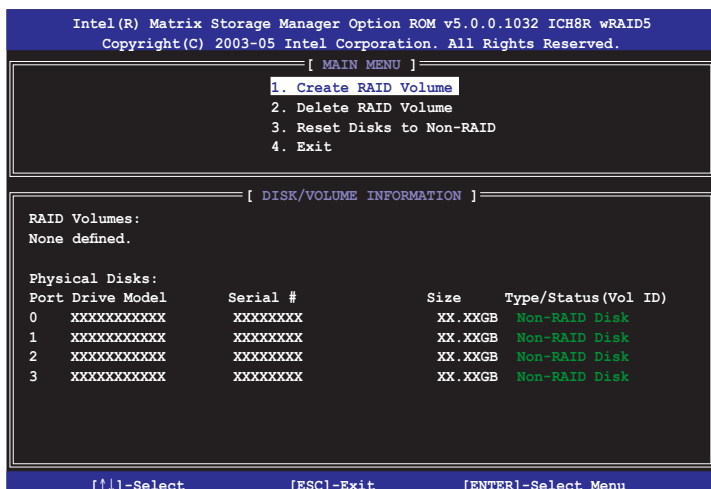 Intel(R) Matrix Storage Manager Option ROM v5.0.0.1032 ICH8R wRAID5
Copyright(C) 2003-05 Intel Corporation. All Rights Reserved.
[ MAIN MENU ]
1. Create RAID Volume
2. Delete RAID Volume
3. Reset Disks to Non-RAID
4. Exit
[ DISK/VOLUME INFORMATION ]
RAID Volumes:
None defined.
Physical Disks:
Port Drive Model Serial # Size Type/Status(Vol ID)
0 XXXXXXXXXXX XXXXXXXX XX.XXGB Non-RAID Disk
1 XXXXXXXXXXX XXXXXXXX XX.XXGB Non-RAID Disk
2 XXXXXXXXXXX XXXXXXXX XX.XXGB Non-RAID Disk
3 XXXXXXXXXXX XXXXXXXX XX.XXGB Non-RAID Disk
[↑↓]-Select [ESC]-Exit [ENTER]-Select Menu